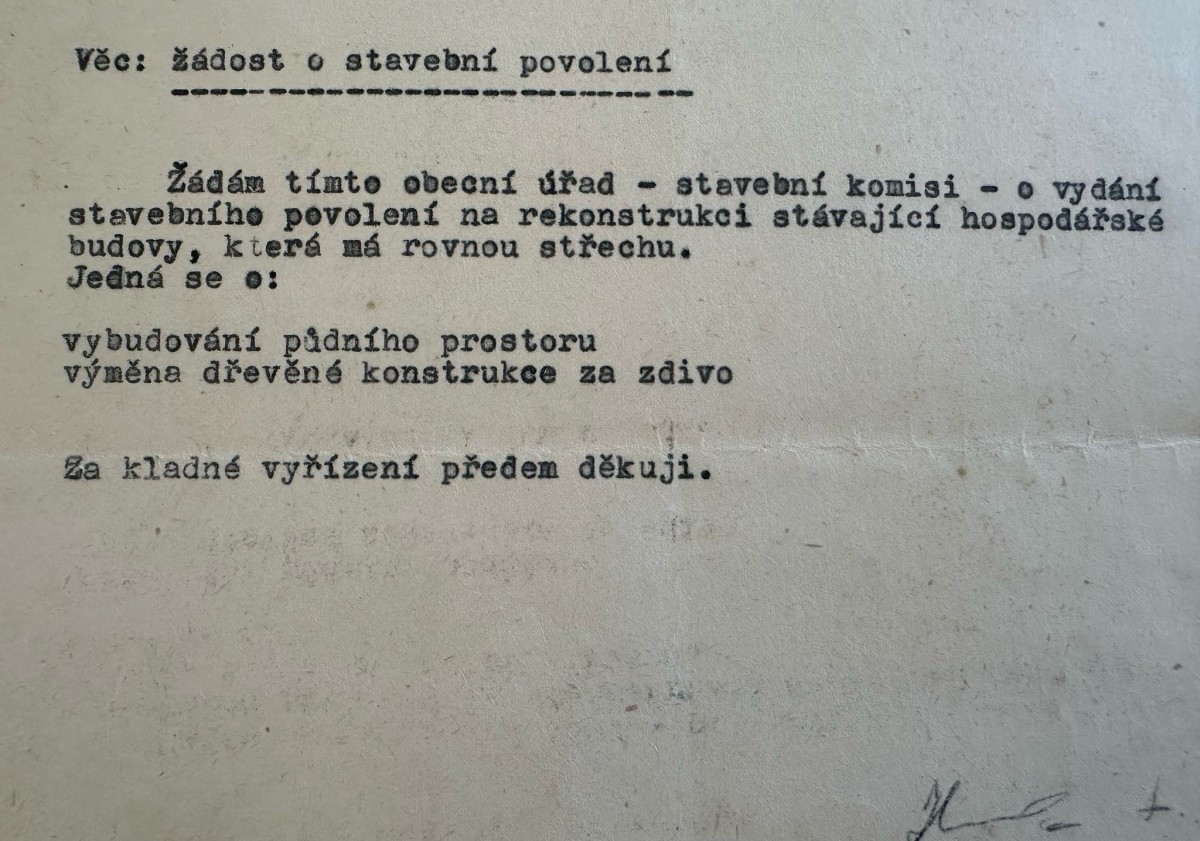 Věc: žádost o stavební povolení
Žádám tímto obecní úřad - stavební komisi - o vydání
stavebního povolení na rekonstrukci stávající hospodářské
budovy, která má rovnou střechu.
Jedná se o:
vybudování půdního prostoru
výměna dřevěné konstrukce za zdivo
Za kladné vyřízení předem děkuji.